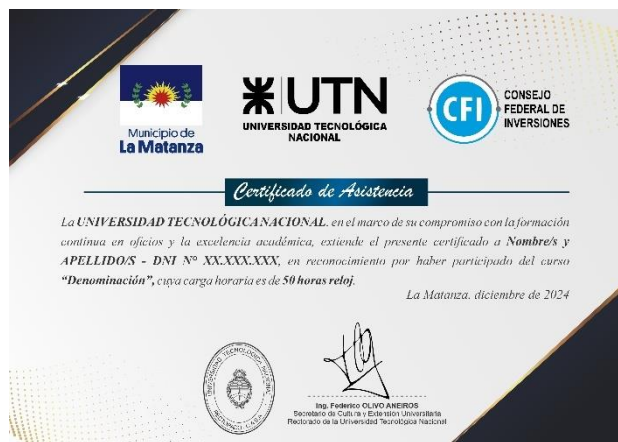 Municipio de
La Matanza
UTN
UNIVERSIDAD TECNOLÓGICA
NACIONAL
CFI
CONSEJO
FEDERAL DE
INVERSIONES
Certificado de Asistencia
La UNIVERSIDAD TECNOLÓGICA NACIONAL, en el marco de su compromiso con la formación
continua en oficios y la excelencia académica, extiende el presente certificado a Nombre/s y
APELLIDO/S - DNI Nº XX.XXX.XXX, en reconocimiento por haber participado del curso
“Denominación”, cuya carga horaria es de 50 horas reloj.
La Matanza, diciembre de 2024
UNIVERSIDAD TECNOLÓGICA NACIONAL
Ing. Federico OLIVO ANEIROS
Secretario de Cultura y Extensión Universitaria
Rectorado de la Universidad Tecnológica Nacional